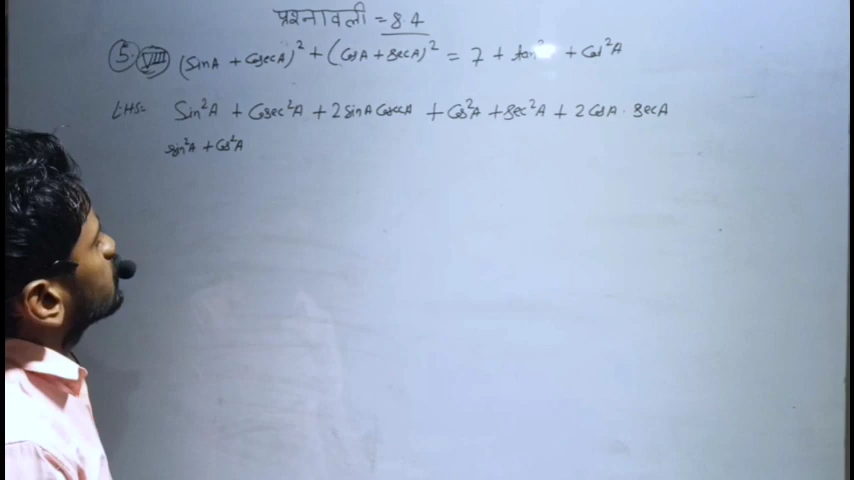 प्रश्नावली = 8.4
5. VIII (SinA + CosecA)² + (CosA + SecA)² = 7 + tan² + Cot²A
LHS= Sin²A + Cosec²A + 2 SinA CosecA + Cos²A + Sec²A + 2 CosA · SecA
Sin²A + Cos²A